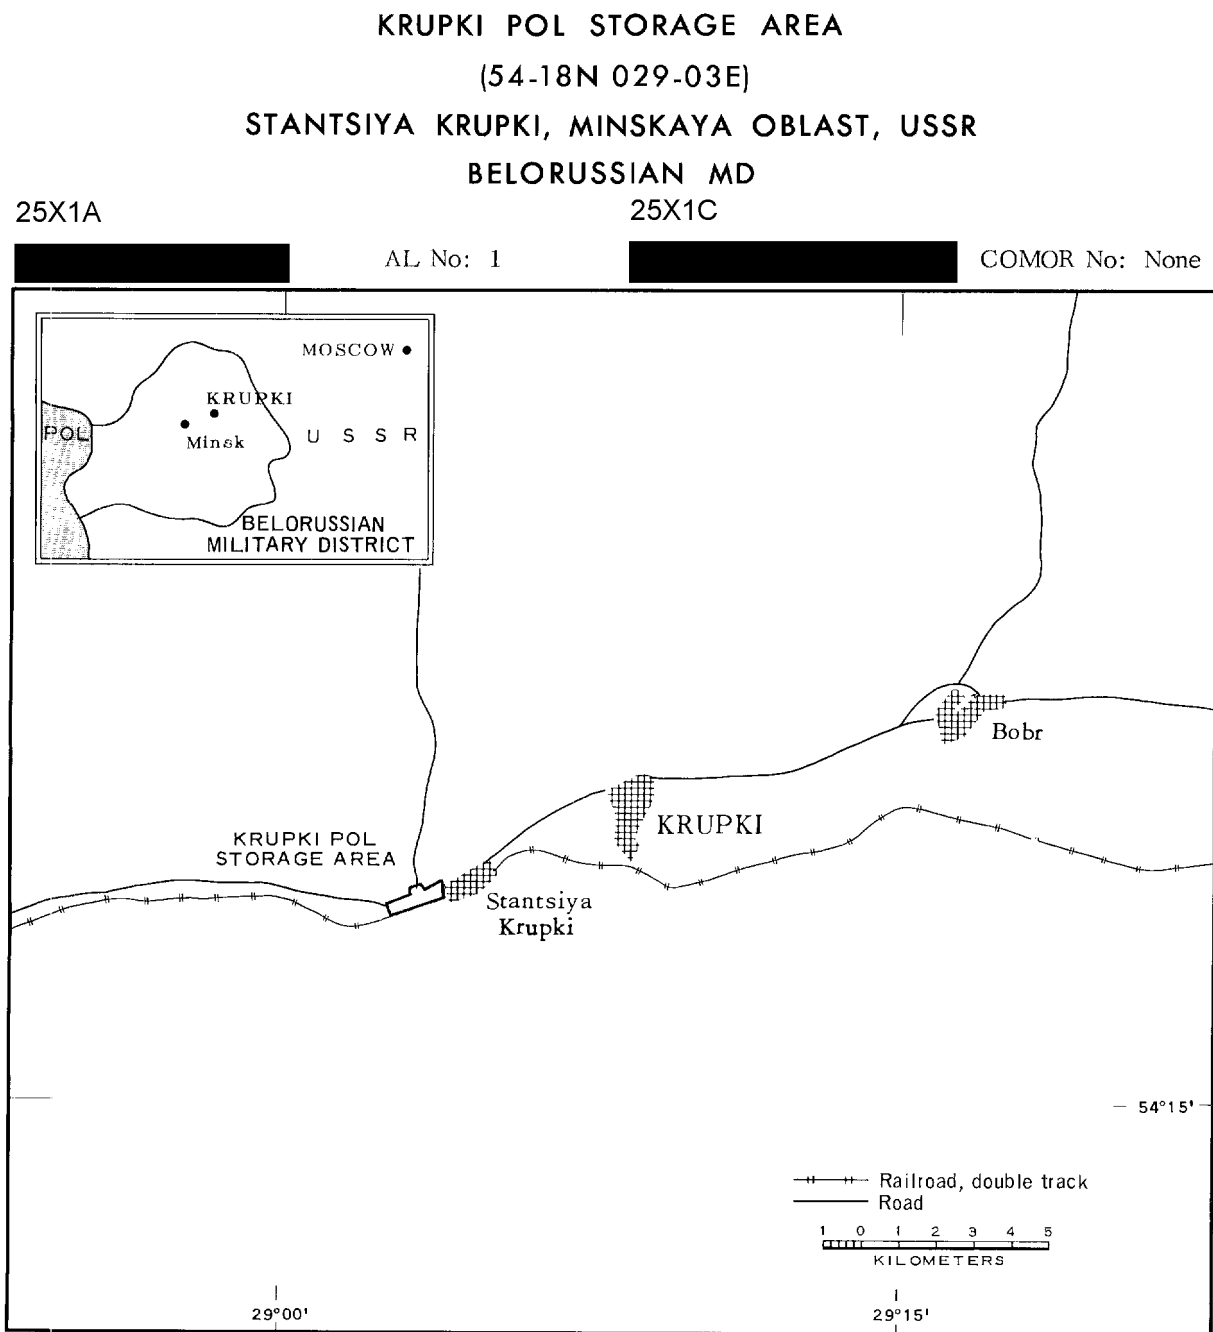 KRUPKI POL STORAGE AREA
(54-18N 029-03E)
STANTSIYA KRUPKI, MINSKAYA OBLAST, USSR
BELORUSSIAN MD
25X1A 25X1C
AL No: 1 COMOR No: None
MOSCOW
KRUPKI
POL
Minsk
U S S R
BELORUSSIAN
MILITARY DISTRICT
Bobr
KRUPKI
KRUPKI POL
STORAGE AREA
Stantsiya
Krupki
54°15'
Railroad, double track
Road
1 0 1 2 3 4 5
KILOMETERS
29°00' 29°15'